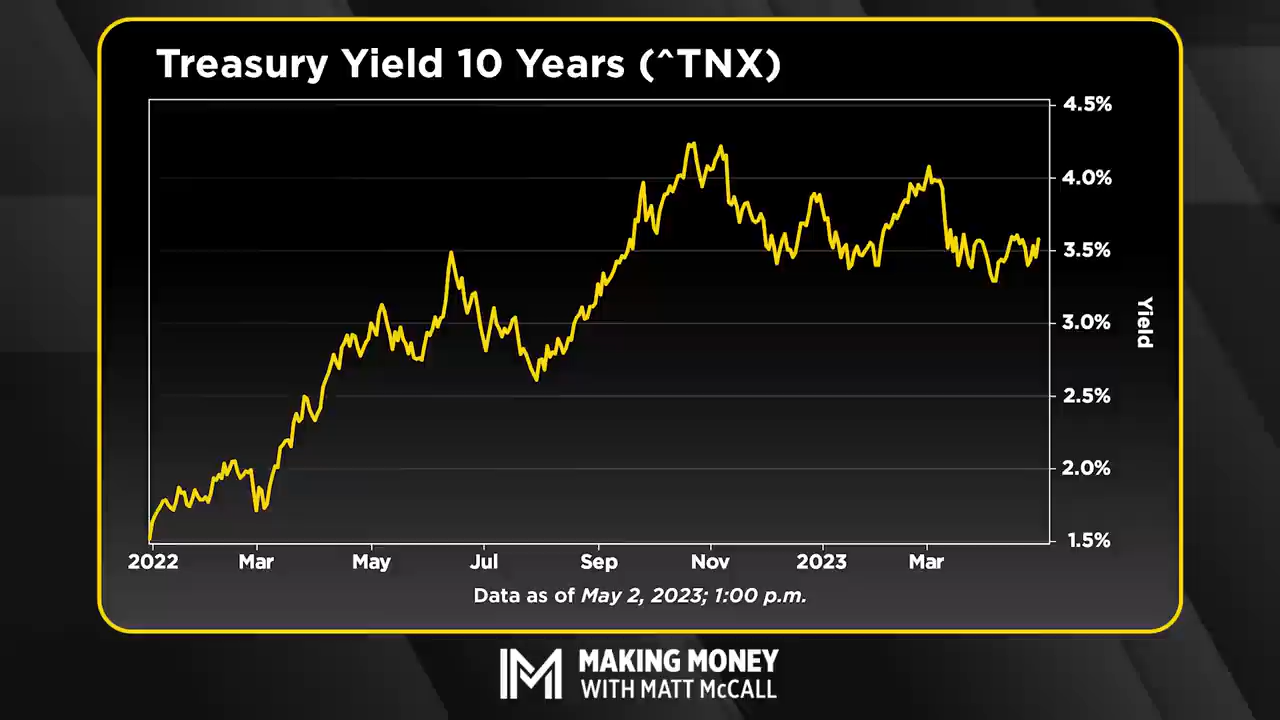 Treasury Yield 10 Years (^TNX)
4.5%
4.0%
3.5%
3.0%
2.5%
2.0%
1.5%
Yield
2022 Mar May Jul Sep Nov 2023 Mar
Data as of May 2, 2023; 1:00 p.m.
MAKING MONEY
WITH MATT McCALL